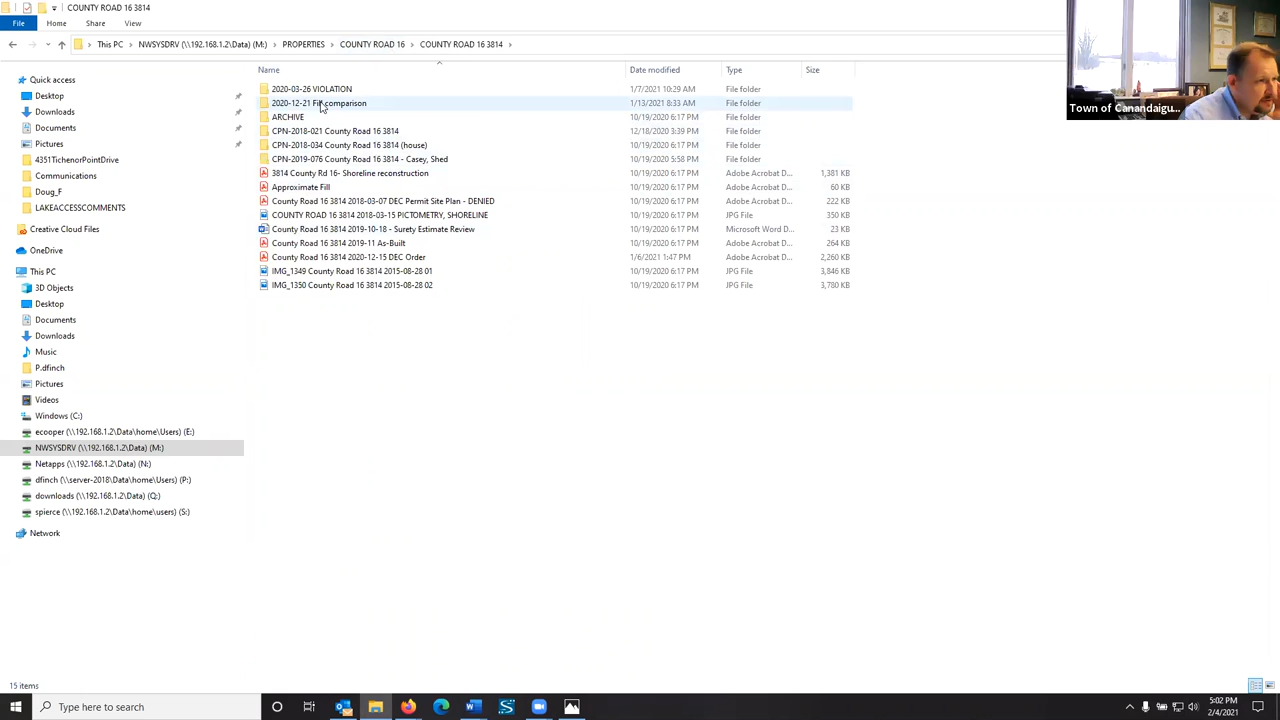 COUNTY ROAD 16 3814
File Home Share View
This PC NWSYSDRV (\\192.168.1.2\Data) (M:) PROPERTIES COUNTY ROAD 16 COUNTY ROAD 16 3814
Name Date modified Type Size
Quick access
Desktop
Downloads
Documents
Pictures
4351TichenorPointDrive
Communications
Doug_F
LAKEACCESSCOMMENTS
Creative Cloud Files
OneDrive
This PC
3D Objects
Desktop
Documents
Downloads
Music
P.dfinch
Pictures
Videos
Windows (C:)
ecooper (\\192.168.1.2\Data\home\Users) (E:)
NWSYSDRV (\\192.168.1.2\Data) (M:)
Netapps (\\192.168.1.2\Data) (N:)
dfinch (\\server-2018\Data\home\Users) (P:)
downloads (\\192.168.1.2\Data) (Q:)
spierce (\\192.168.1.2\Data\home\users) (S:)
Network
2020-03-26 VIOLATION 1/7/2021 10:29 AM File folder
2020-12-21 comparison 1/13/2021 8:33 AM File folder
ARCHIVE 10/19/2020 6:17 PM File folder
CPN-2018-021 County Road 16 3814 12/18/2020 3:39 PM File folder
CPN-2018-034 County Road 16 3814 (house) 10/19/2020 6:17 PM File folder
CPN-2019-076 County Road 16 3814 - Casey, Shed 10/19/2020 5:58 PM File folder
3814 County Rd 16- Shoreline reconstruction 10/19/2020 6:17 PM Adobe Acrobat D... 1,381 KB
Approximate Fill 10/19/2020 6:17 PM Adobe Acrobat D... 60 KB
County Road 16 3814 2018-03-07 DEC Permit Site Plan - DENIED 10/19/2020 6:17 PM Adobe Acrobat D... 222 KB
COUNTY ROAD 16 3814 2018-03-15 PICTOMETRY, SHORELINE 10/19/2020 6:17 PM JPG File 350 KB
County Road 16 3814 2019-10-18 - Surety Estimate Review 10/19/2020 6:17 PM Microsoft Word D... 23 KB
County Road 16 3814 2019-11 As-Built 10/19/2020 6:17 PM Adobe Acrobat D... 264 KB
County Road 16 3814 2020-12-15 DEC Order 1/6/2021 1:47 PM Adobe Acrobat D... 2,260 KB
IMG_1349 County Road 16 3814 2015-08-28 01 10/19/2020 6:17 PM JPG File 3,846 KB
IMG_1350 County Road 16 3814 2015-08-28 02 10/19/2020 6:17 PM JPG File 3,780 KB
Town of Canandaigu...
15 items
Type here to search
5:02 PM
2/4/2021